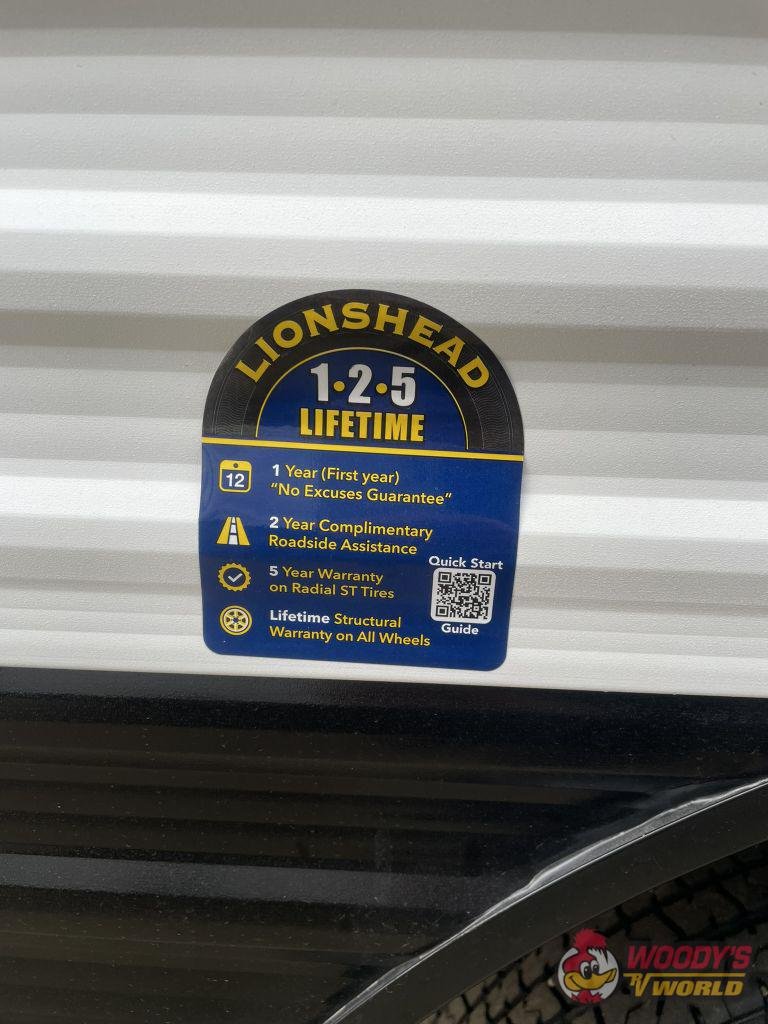 LIONSHEAD
1•2•5
LIFETIME
12
1 Year (First year)
"No Excuses Guarantee"
2 Year Complimentary
Roadside Assistance
5 Year Warranty
on Radial ST Tires
Quick Start
Guide
Lifetime Structural
Warranty on All Wheels
WOODY'S
RV WORLD